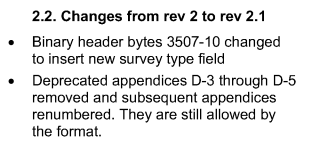 2.2. Changes from rev 2 to rev 2.1
• Binary header bytes 3507-10 changed
to insert new survey type field
• Deprecated appendices D-3 through D-5
removed and subsequent appendices
renumbered. They are still allowed by
the format.